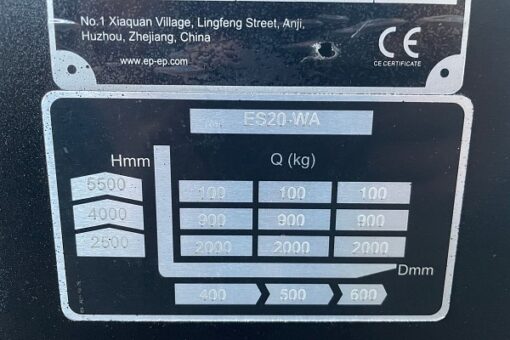 No.1 Xiaquan Village, Lingfeng Street, Anji,
Huzhou, Zhejiang, China
www.ep-ep.com
CE
CE CERTIFICATE
ES20-WA
Hmm
Q (kg)
5500 100 100 100
4000 900 900 900
2500 2000 2000 2000
Dmm
400 500 600